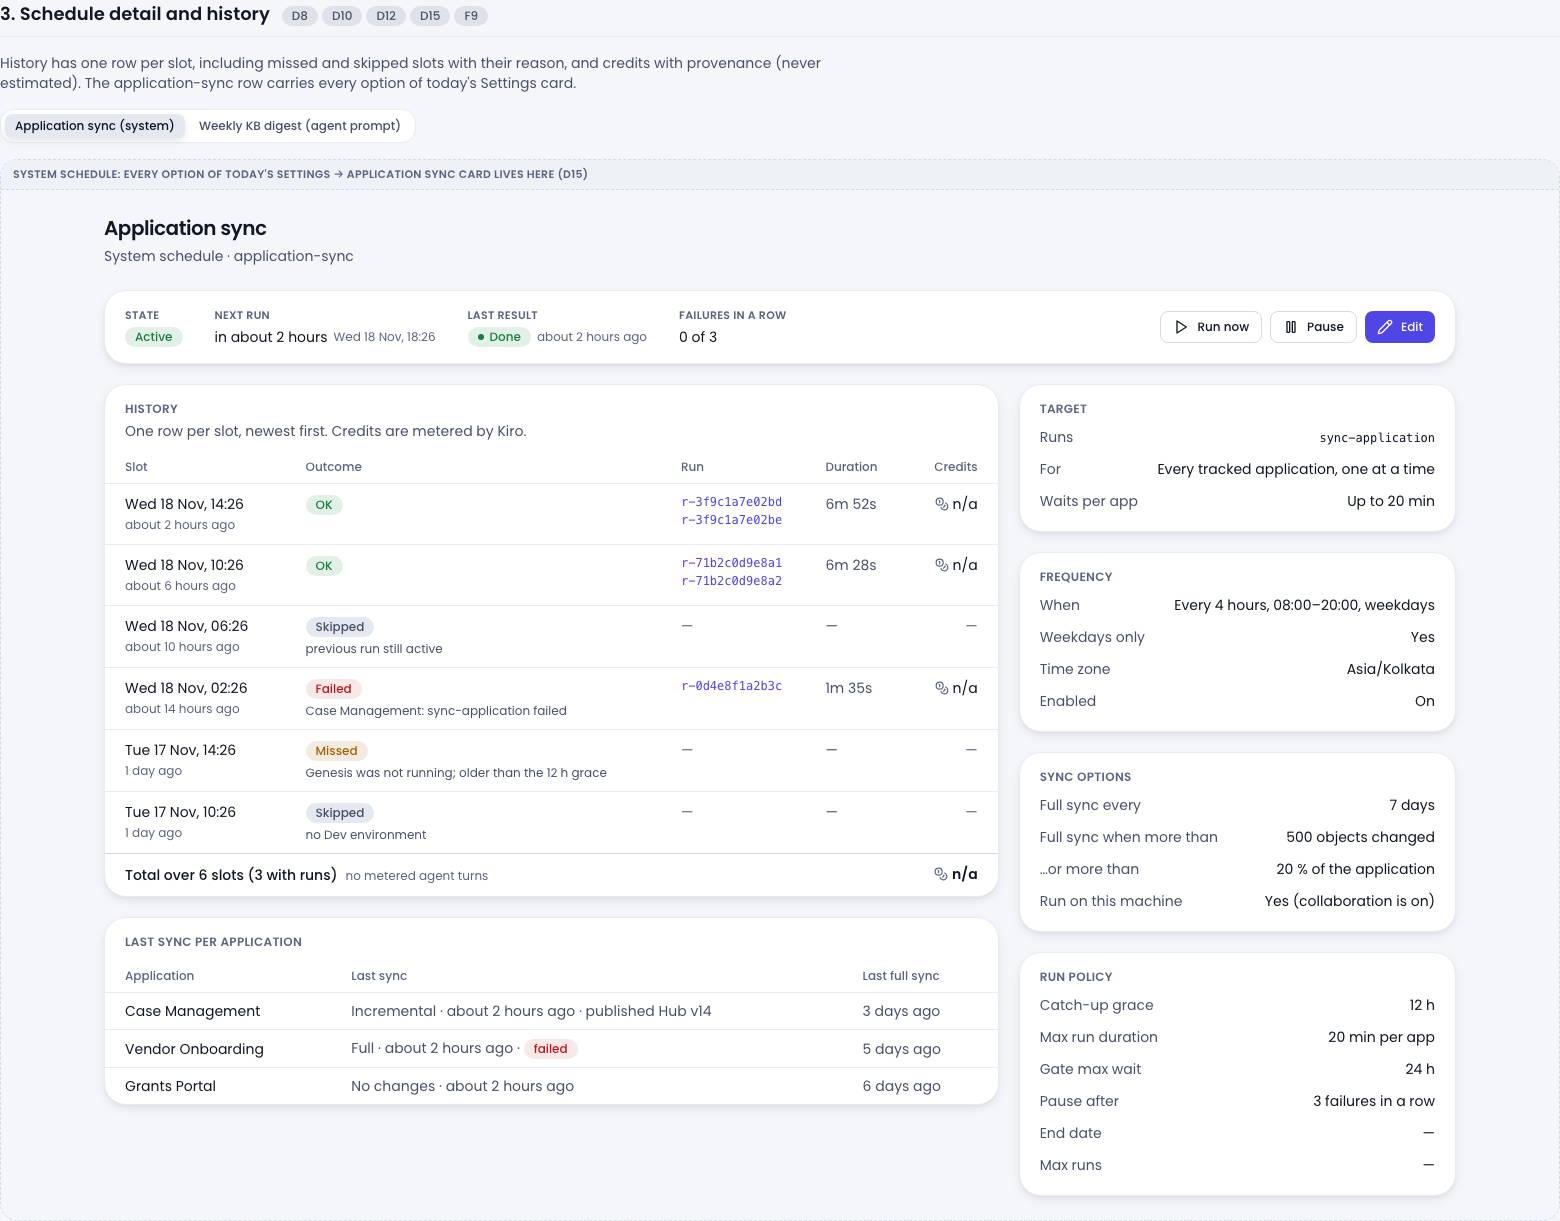 3. Schedule detail and history D8 D10 D12 D15 F9
History has one row per slot, including missed and skipped slots with their reason, and credits with provenance (never
estimated). The application-sync row carries every option of today's Settings card.
Application sync (system) Weekly KB digest (agent prompt)
SYSTEM SCHEDULE: EVERY OPTION OF TODAY'S SETTINGS → APPLICATION SYNC CARD LIVES HERE (D15)
Application sync
System schedule · application-sync
STATE NEXT RUN LAST RESULT FAILURES IN A ROW
Active in about 2 hours Wed 18 Nov, 18:26 Done about 2 hours ago 0 of 3
Run now Pause Edit
HISTORY
One row per slot, newest first. Credits are metered by Kiro.
Slot Outcome Run Duration Credits
Wed 18 Nov, 14:26 OK r-3f9c1a7e02bd 6m 52s n/a
about 2 hours ago r-3f9c1a7e02be
Wed 18 Nov, 10:26 OK r-71b2c0d9e8a1 6m 28s n/a
about 6 hours ago r-71b2c0d9e8a2
Wed 18 Nov, 06:26 Skipped — — —
about 10 hours ago previous run still active
Wed 18 Nov, 02:26 Failed r-0d4e8f1a2b3c 1m 35s n/a
about 14 hours ago Case Management: sync-application failed
Tue 17 Nov, 14:26 Missed — — —
1 day ago Genesis was not running; older than the 12 h grace
Tue 17 Nov, 10:26 Skipped — — —
1 day ago no Dev environment
Total over 6 slots (3 with runs) no metered agent turns n/a
LAST SYNC PER APPLICATION
Application Last sync Last full sync
Case Management Incremental · about 2 hours ago · published Hub v14 3 days ago
Vendor Onboarding Full · about 2 hours ago · failed 5 days ago
Grants Portal No changes · about 2 hours ago 6 days ago
TARGET
Runs sync-application
For Every tracked application, one at a time
Waits per app Up to 20 min
FREQUENCY
When Every 4 hours, 08:00–20:00, weekdays
Weekdays only Yes
Time zone Asia/Kolkata
Enabled On
SYNC OPTIONS
Full sync every 7 days
Full sync when more than 500 objects changed
…or more than 20 % of the application
Run on this machine Yes (collaboration is on)
RUN POLICY
Catch-up grace 12 h
Max run duration 20 min per app
Gate max wait 24 h
Pause after 3 failures in a row
End date —
Max runs —